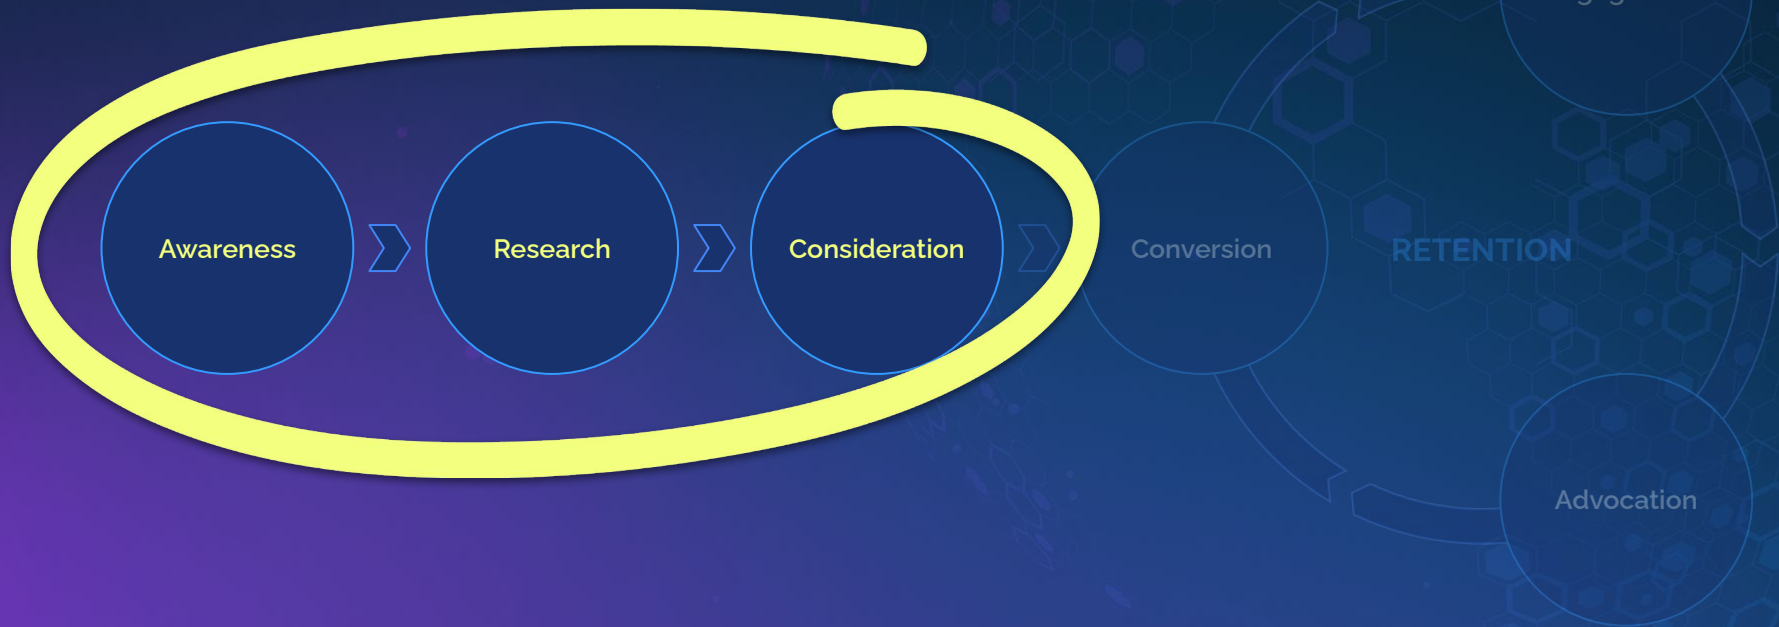 Awareness
Research
Consideration
Conversion
RETENTION
Advocation